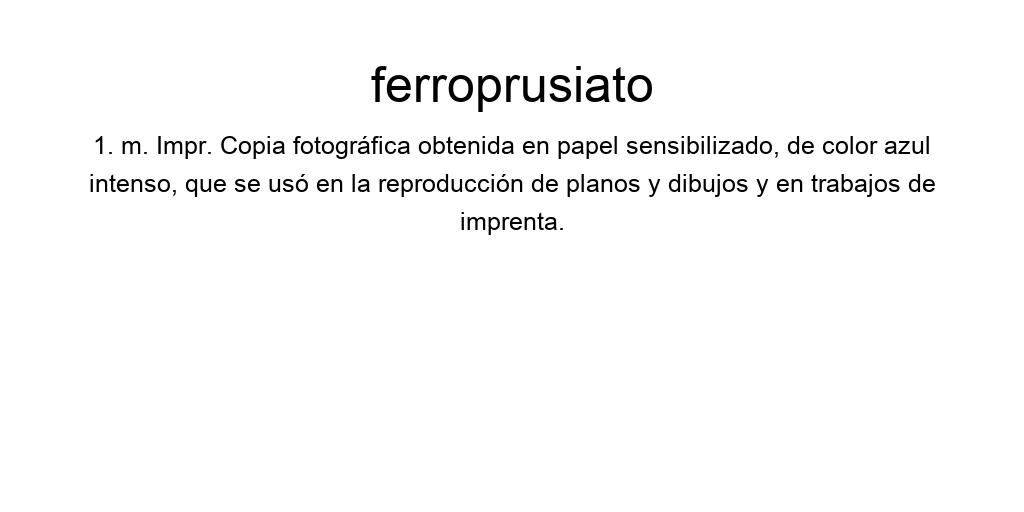 ferroprusiato
1. m. Impr. Copia fotográfica obtenida en papel sensibilizado, de color azul
intenso, que se usó en la reproducción de planos y dibujos y en trabajos de
imprenta.